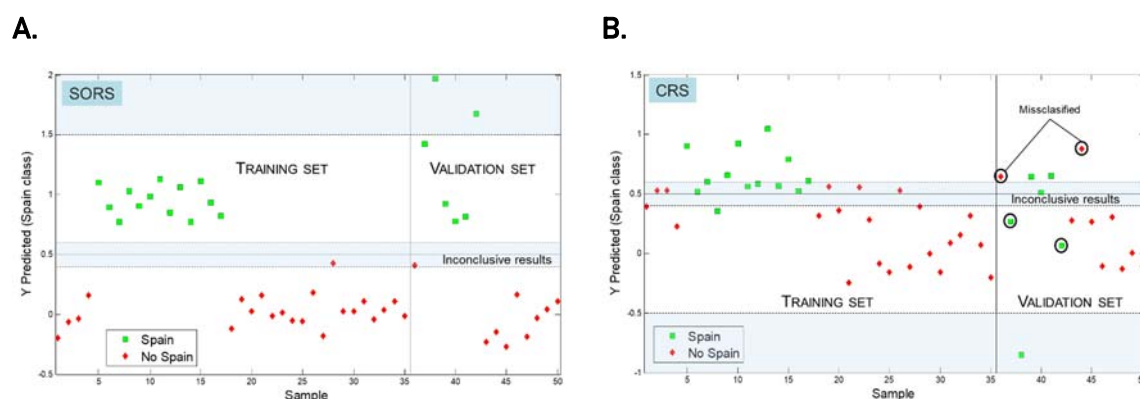 A.
SORS
Y Predicted (Spain class)
2
1.5
1
0.5
0
-0.5
TRAINING SET
VALIDATION SET
Inconclusive results
Spain
No Spain
5 10 15 20 25 30 35 40 45 50
Sample
B.
CRS
Y Predicted (Spain class)
1.5
1
0.5
0
-0.5
-1
Missclasified
Inconclusive results
TRAINING SET
VALIDATION SET
Spain
No Spain
5 10 15 20 25 30 35 40 45 50
Sample